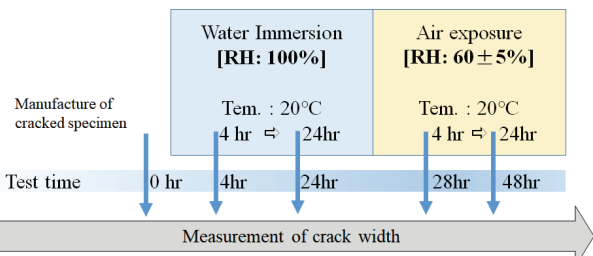 Water Immersion
[RH: 100%]
Air exposure
[RH: 60±5%]
Tem. : 20°C
4 hr ⇨ 24hr
Tem. : 20°C
4 hr ⇨ 24hr
Manufacture of
cracked specimen
Test time
0 hr
4hr
24hr
28hr
48hr
Measurement of crack width